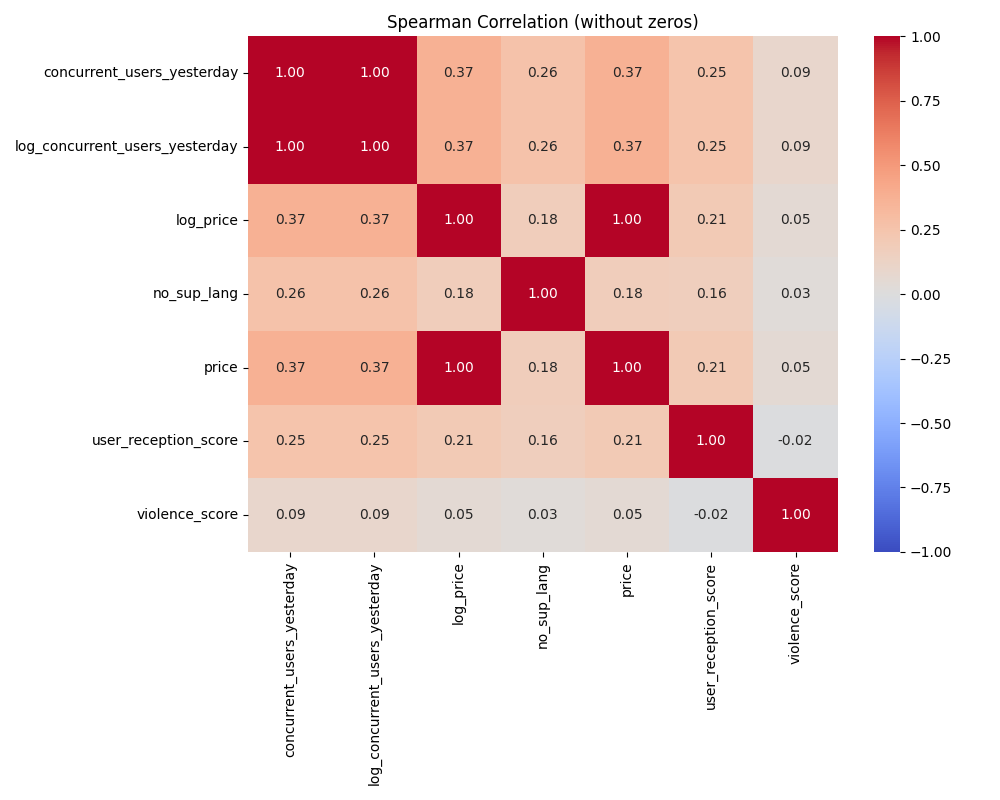 Spearman Correlation (without zeros)
concurrent_users_yesterday 1.00 1.00 0.37 0.26 0.37 0.25 0.09
log_concurrent_users_yesterday 1.00 1.00 0.37 0.26 0.37 0.25 0.09
log_price 0.37 0.37 1.00 0.18 1.00 0.21 0.05
no_sup_lang 0.26 0.26 0.18 1.00 0.18 0.16 0.03
price 0.37 0.37 1.00 0.18 1.00 0.21 0.05
user_reception_score 0.25 0.25 0.21 0.16 0.21 1.00 -0.02
violence_score 0.09 0.09 0.05 0.03 0.05 -0.02 1.00
concurrent_users_yesterday
log_concurrent_users_yesterday
log_price
no_sup_lang
price
user_reception_score
violence_score
1.00
0.75
0.50
0.25
0.00
−0.25
−0.50
−0.75
−1.00